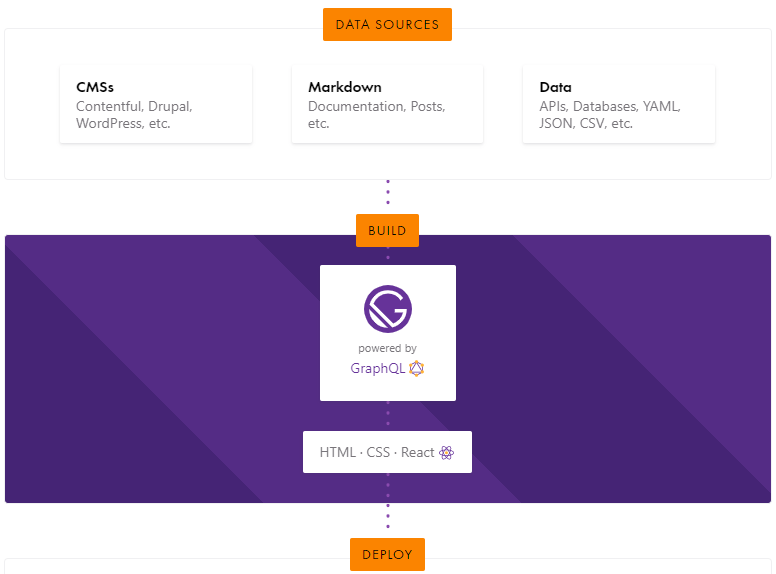 DATA SOURCES
CMSs
Contentful, Drupal,
WordPress, etc.
Markdown
Documentation, Posts,
etc.
Data
APIs, Databases, YAML,
JSON, CSV, etc.
BUILD
powered by
GraphQL
HTML · CSS · React
DEPLOY